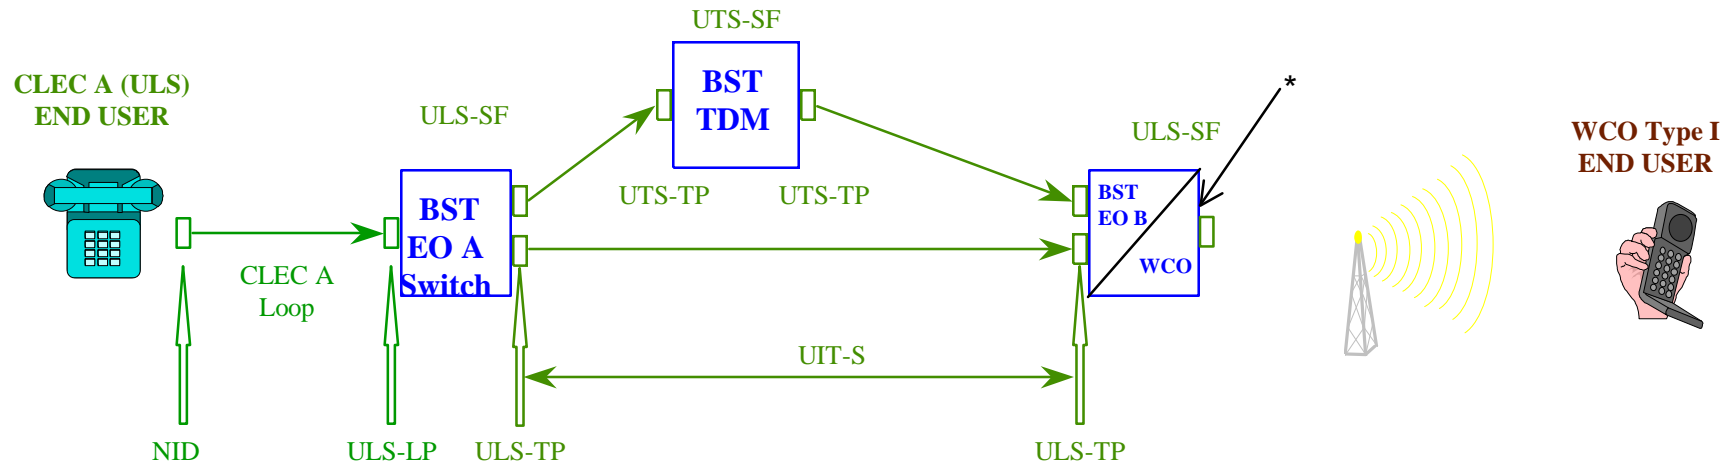 UTS-SF
CLEC A (ULS)
END USER
BST
TDM
ULS-SF
*
ULS-SF
WCO Type I
END USER
UTS-TP
UTS-TP
BST
EO A
Switch
BST
EO B
WCO
CLEC A
Loop
UIT-S
NID
ULS-LP
ULS-TP
ULS-TP